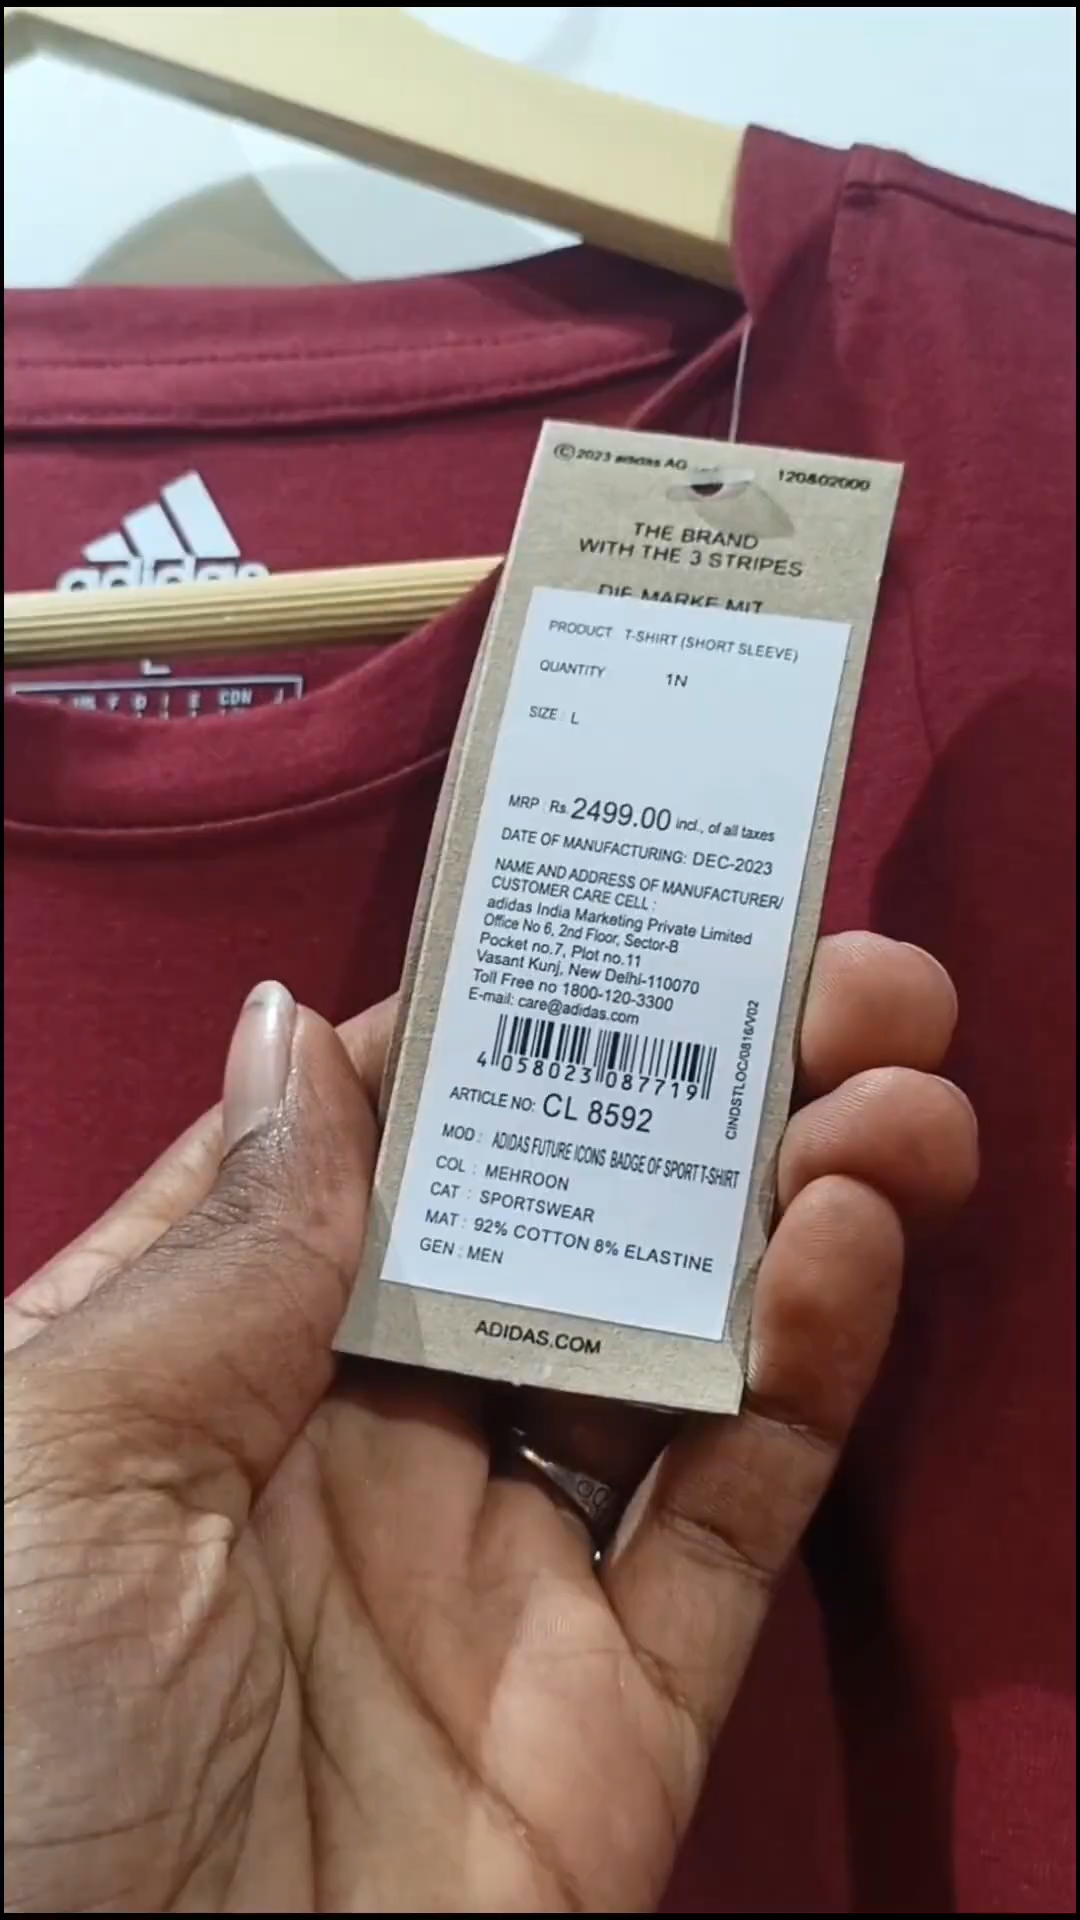 ©2023 adidas AG
120&02000
THE BRAND
WITH THE 3 STRIPES
DIE MARKE MIT
PRODUCT T-SHIRT (SHORT SLEEVE)
QUANTITY 1N
SIZE : L
MRP : Rs. 2499.00 incl., of all taxes
DATE OF MANUFACTURING: DEC-2023
NAME AND ADDRESS OF MANUFACTURER/
CUSTOMER CARE CELL :
adidas India Marketing Private Limited
Office No 6, 2nd Floor, Sector-B
Pocket no.7, Plot no.11
Vasant Kunj, New Delhi-110070
Toll Free no 1800-120-3300
E-mail: care@adidas.com
4 058023 087719
CINDSTLOC/0816/V02
ARTICLE NO: CL 8592
MOD : ADIDAS FUTURE ICONS BADGE OF SPORT T-SHIRT
COL : MEHROON
CAT : SPORTSWEAR
MAT : 92% COTTON 8% ELASTINE
GEN : MEN
ADIDAS.COM
adidas
L
F D I E CDN J